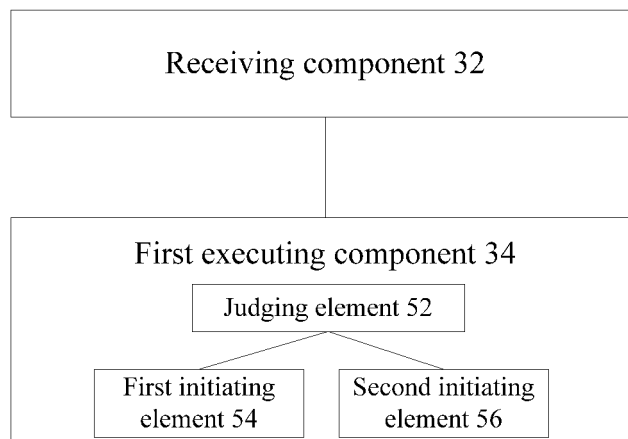 Receiving component 32
First executing component 34
Judging element 52
First initiating
element 54
Second initiating
element 56